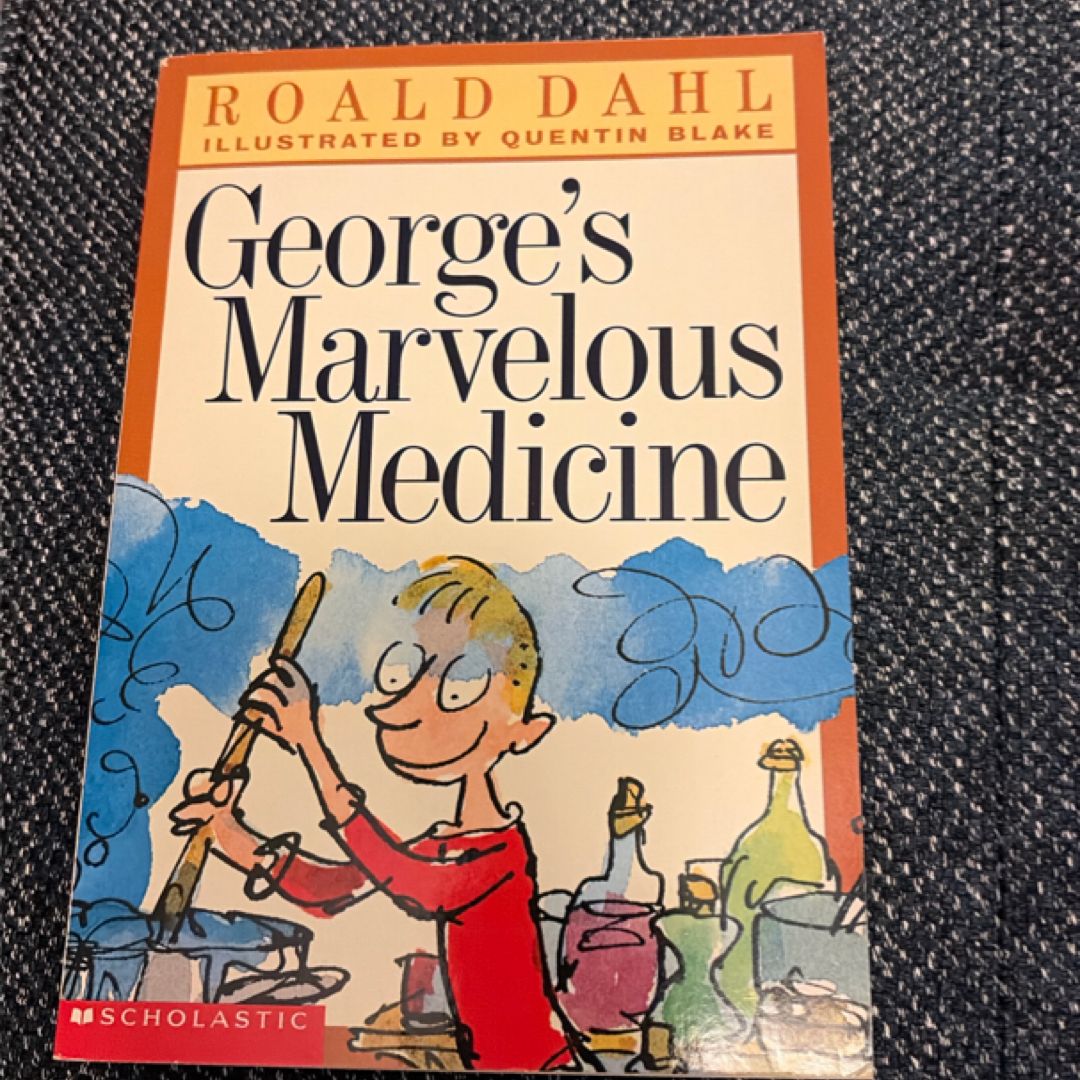 ROALD DAHL
ILLUSTRATED BY QUENTIN BLAKE
George's
Marvelous
Medicine
SCHOLASTIC